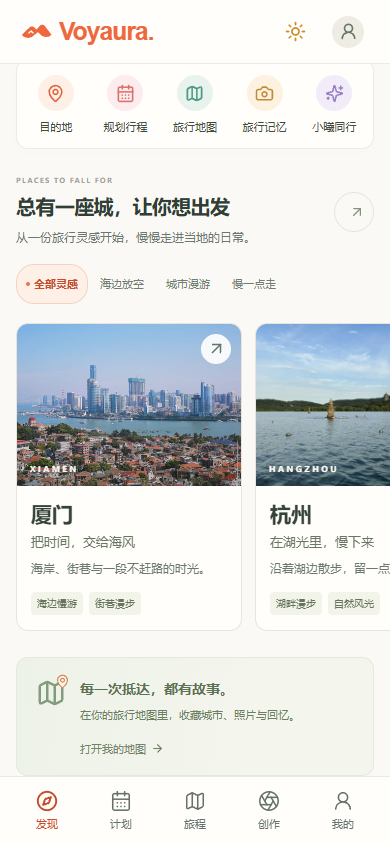 Voyaura.
目的地
规划行程
旅行地图
旅行记忆
小曦同行
PLACES TO FALL FOR
总有一座城，让你想出发
从一份旅行灵感开始，慢慢走进当地的日常。
全部灵感
海边放空
城市漫游
慢一点走
XIAMEN
厦门
把时间，交给海风
海岸、街巷与一段不赶路的时光。
海边慢游
街巷漫步
HANGZHOU
杭州
在湖光里，慢下来
沿着湖边散步，留一点
湖畔漫步
自然风光
每一次抵达，都有故事。
在你的旅行地图里，收藏城市、照片与回忆。
打开我的地图
发现
计划
旅程
创作
我的